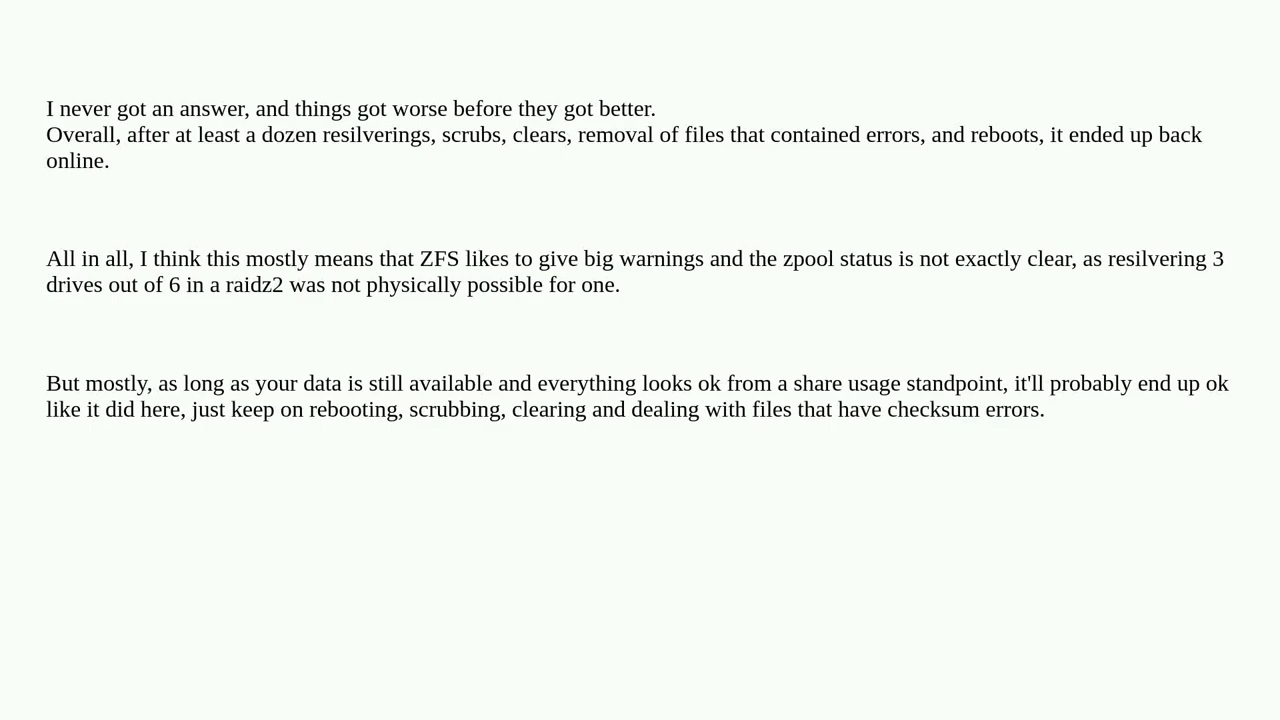 I never got an answer, and things got worse before they got better.
Overall, after at least a dozen resilverings, scrubs, clears, removal of files that contained errors, and reboots, it ended up back
online.
All in all, I think this mostly means that ZFS likes to give big warnings and the zpool status is not exactly clear, as resilvering 3
drives out of 6 in a raidz2 was not physically possible for one.
But mostly, as long as your data is still available and everything looks ok from a share usage standpoint, it'll probably end up ok
like it did here, just keep on rebooting, scrubbing, clearing and dealing with files that have checksum errors.